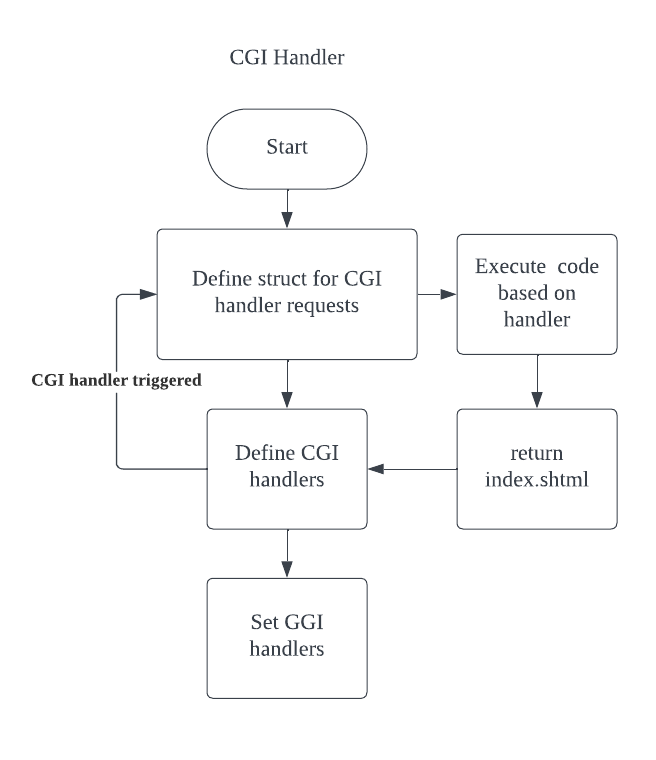 CGI Handler
Start
Define struct for CGI
handler requests
Execute code
based on
handler
CGI handler triggered
Define CGI
handlers
return
index.shtml
Set GGI
handlers